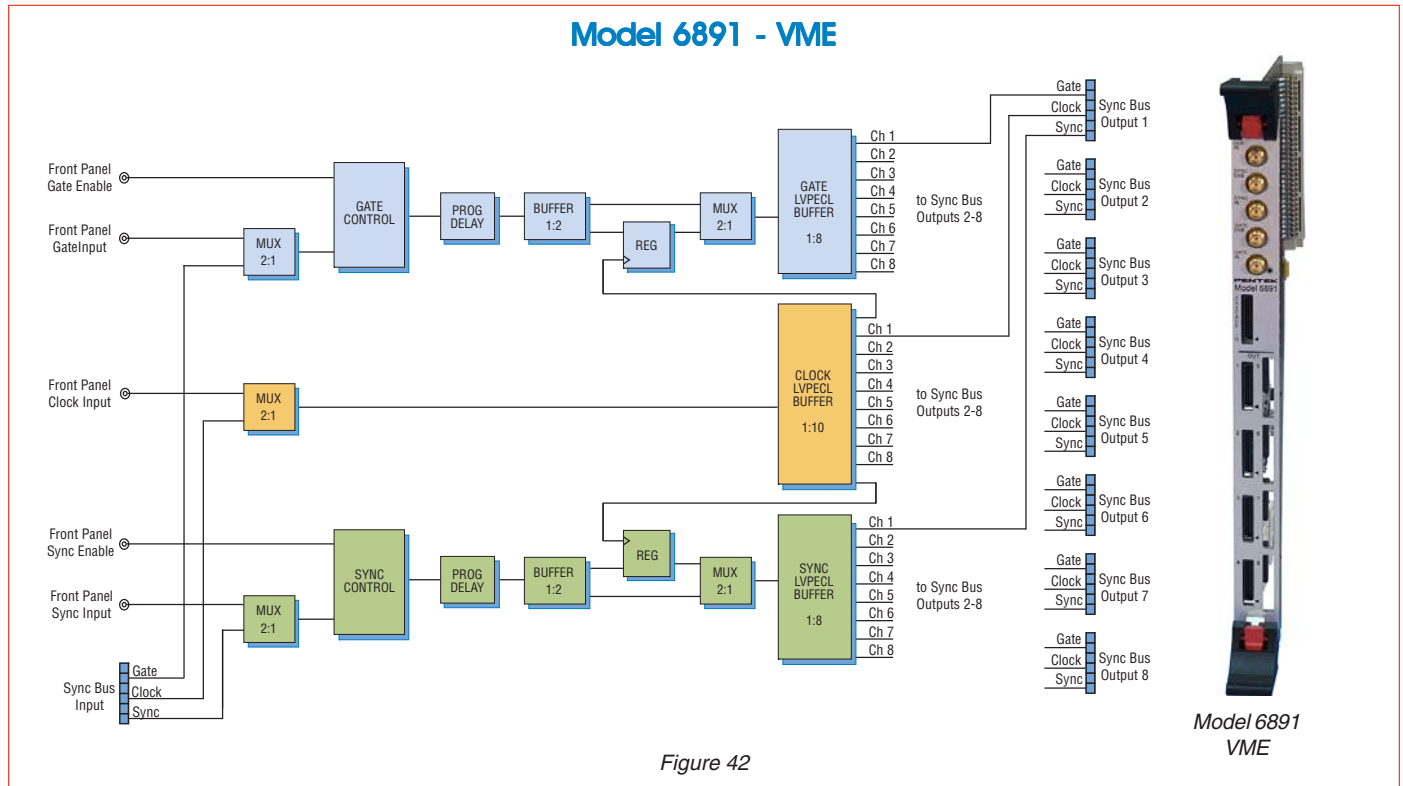 Model 6891 - VME
Front Panel
Gate Enable
Front Panel
GateInput
MUX
2:1
GATE
CONTROL
PROG
DELAY
BUFFER
1:2
REG
MUX
2:1
GATE
LVPECL
BUFFER
1:8
Ch 1
Ch 2
Ch 3
Ch 4
Ch 5
Ch 6
Ch 7
Ch 8
to Sync Bus
Outputs 2-8
Front Panel
Clock Input
MUX
2:1
CLOCK
LVPECL
BUFFER
1:10
Ch 1
Ch 2
Ch 3
Ch 4
Ch 5
Ch 6
Ch 7
Ch 8
to Sync Bus
Outputs 2-8
Front Panel
Sync Enable
Front Panel
Sync Input
MUX
2:1
SYNC
CONTROL
PROG
DELAY
BUFFER
1:2
REG
MUX
2:1
SYNC
LVPECL
BUFFER
1:8
Ch 1
Ch 2
Ch 3
Ch 4
Ch 5
Ch 6
Ch 7
Ch 8
to Sync Bus
Outputs 2-8
Sync Bus
Input
Gate
Clock
Sync
Gate
Clock
Sync
Sync Bus
Output 1
Gate
Clock
Sync
Sync Bus
Output 2
Gate
Clock
Sync
Sync Bus
Output 3
Gate
Clock
Sync
Sync Bus
Output 4
Gate
Clock
Sync
Sync Bus
Output 5
Gate
Clock
Sync
Sync Bus
Output 6
Gate
Clock
Sync
Sync Bus
Output 7
Gate
Clock
Sync
Sync Bus
Output 8
PENTEK
Model 6891
OUT
Model 6891
VME
Figure 42